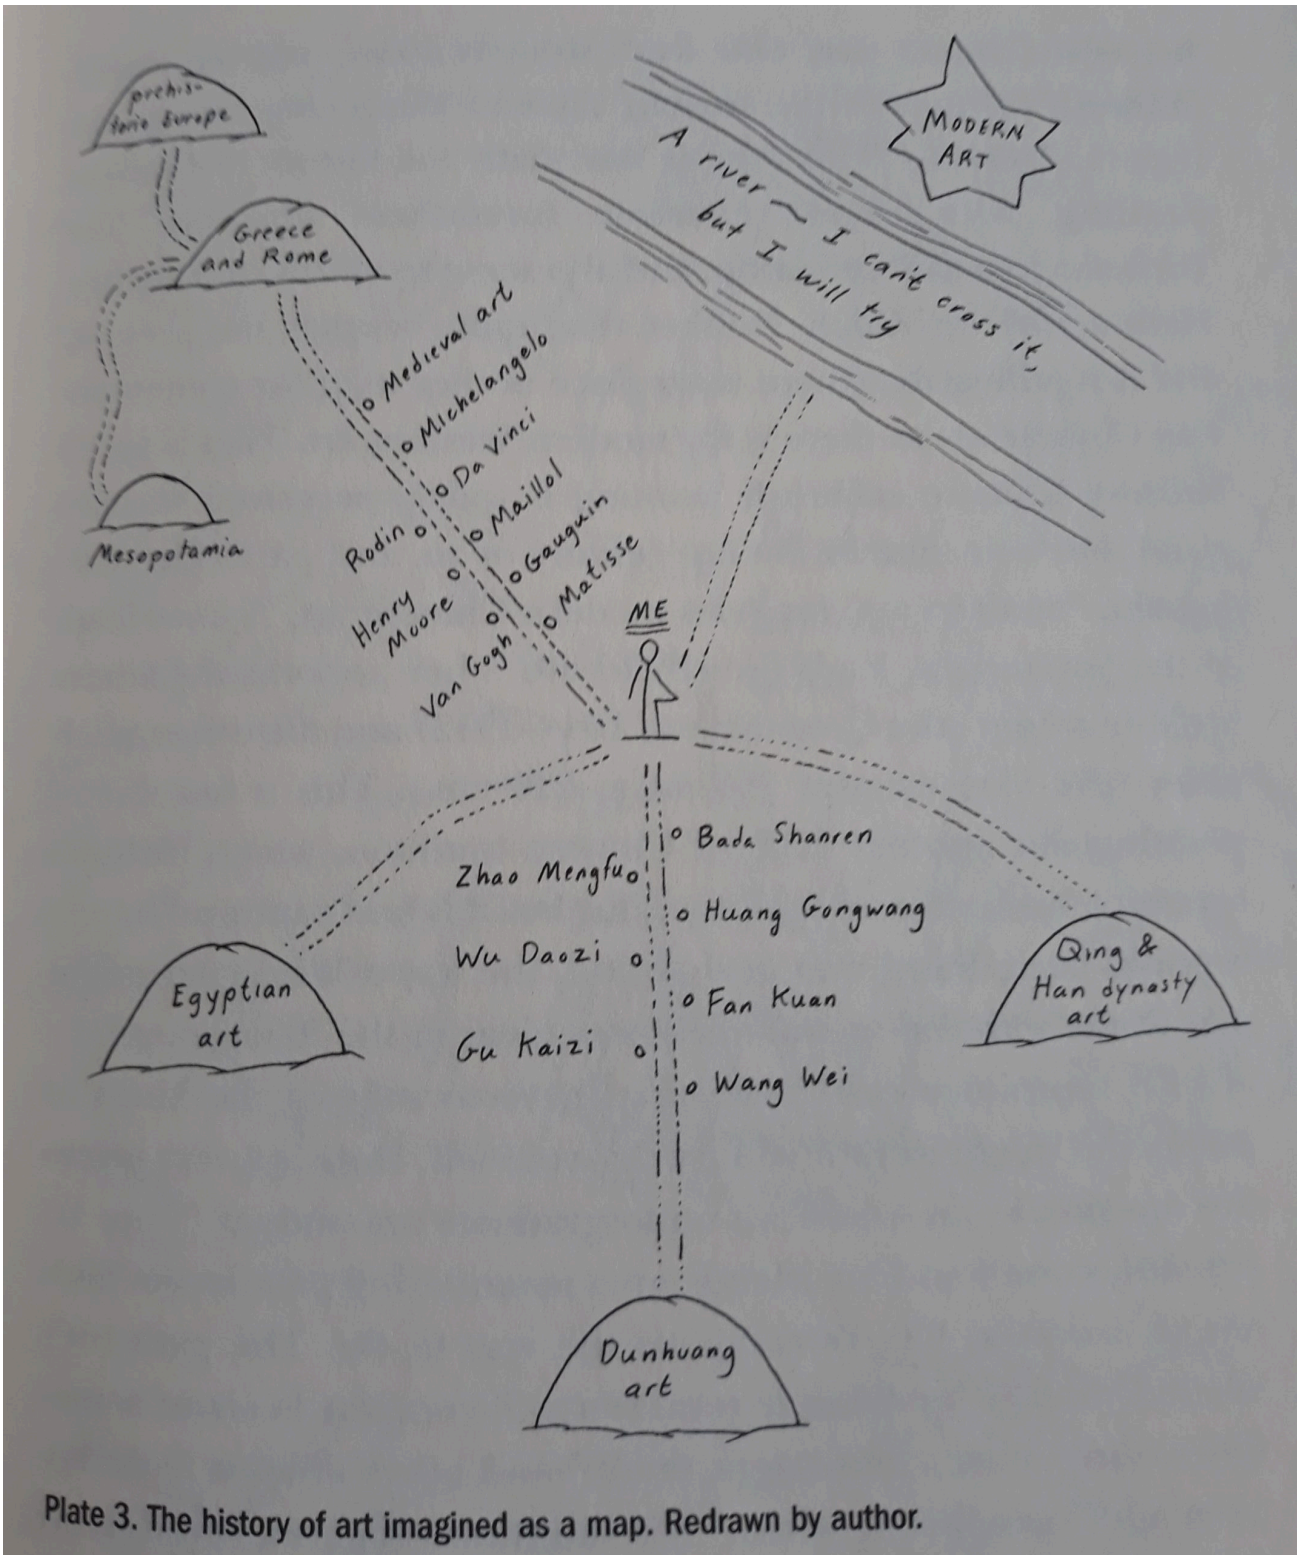 prehis-
toric Europe
Greece
and Rome
Mesopotamia
MODERN
ART
A river ~ I can't cross it,
but I will try
Medieval art
Michelangelo
Da Vinci
Maillol
Gauguin
Matisse
Rodin
Henry
Moore
Van Gogh
ME
Bada Shanren
Zhao Mengfu
Huang Gongwang
Wu Daozi
Fan Kuan
Gu Kaizi
Wang Wei
Egyptian
art
Qing &
Han dynasty
art
Dunhuang
art
Plate 3. The history of art imagined as a map. Redrawn by author.